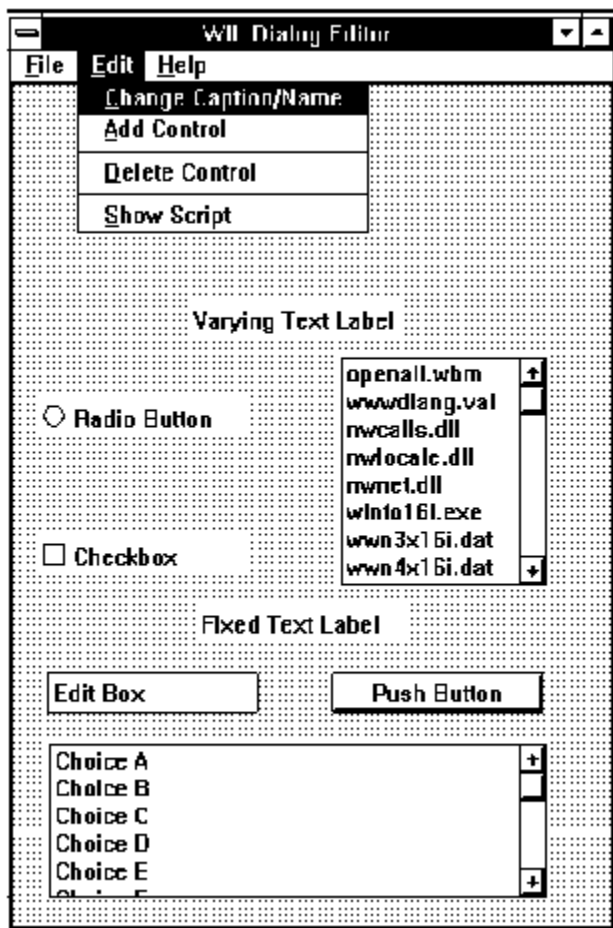 WIL Dialog Editor
File Edit Help
Change Caption/Name
Add Control
Delete Control
Show Script
Varying Text Label
openall.wbm
wwwdlang.val
Radio Button
nwcalls.dll
nwlocale.dll
nwnet.dll
winfo16i.exe
wwn3x16i.dat
Checkbox
wwn4x16i.dat
Fixed Text Label
Edit Box
Push Button
Choice A
Choice B
Choice C
Choice D
Choice E